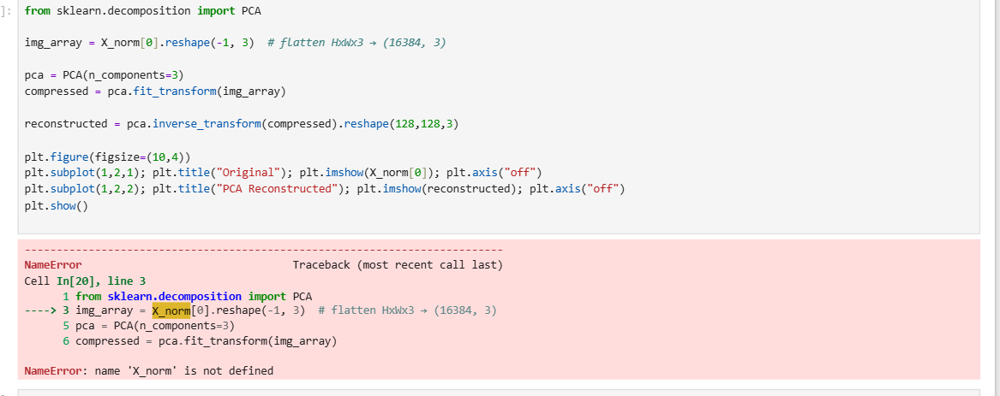 ]:
from sklearn.decomposition import PCA
img_array = X_norm[0].reshape(-1, 3)  # flatten HxWx3 → (16384, 3)
pca = PCA(n_components=3)
compressed = pca.fit_transform(img_array)
reconstructed = pca.inverse_transform(compressed).reshape(128,128,3)
plt.figure(figsize=(10,4))
plt.subplot(1,2,1); plt.title("Original"); plt.imshow(X_norm[0]); plt.axis("off")
plt.subplot(1,2,2); plt.title("PCA Reconstructed"); plt.imshow(reconstructed); plt.axis("off")
plt.show()
---------------------------------------------------------------------------
NameError                                 Traceback (most recent call last)
Cell In[20], line 3
      1 from sklearn.decomposition import PCA
----> 3 img_array = X_norm[0].reshape(-1, 3)  # flatten HxWx3 → (16384, 3)
      5 pca = PCA(n_components=3)
      6 compressed = pca.fit_transform(img_array)
NameError: name 'X_norm' is not defined